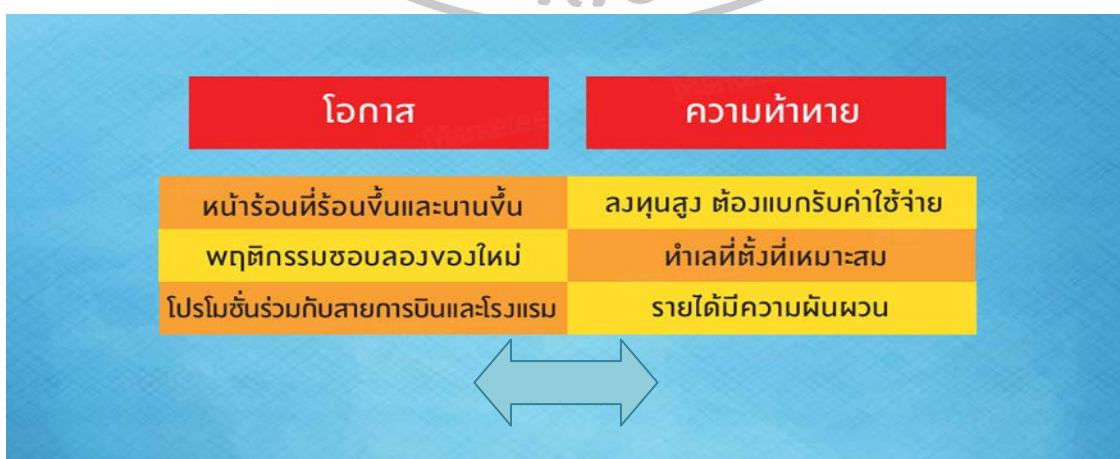 โอกาส ความท้าทาย
หน้าร้อนที่ร้อนขึ้นและนานขึ้น ลงทุนสูง ต้องแบกรับค่าใช้จ่าย
พฤติกรรมชอบลองของใหม่ ทำเลที่ตั้งที่เหมาะสม
โปรโมชั่นร่วมกับสายการบินและโรงแรม รายได้มีความผันผวน